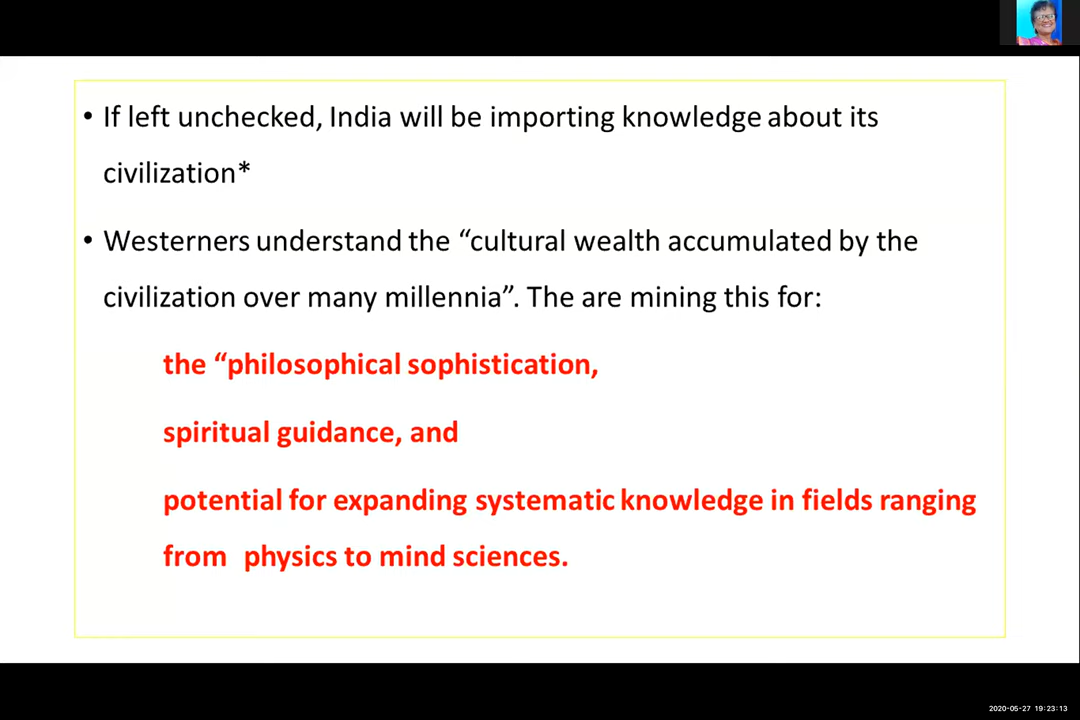 • If left unchecked, India will be importing knowledge about its
civilization*
• Westerners understand the “cultural wealth accumulated by the
civilization over many millennia”. The are mining this for:
the “philosophical sophistication,
spiritual guidance, and
potential for expanding systematic knowledge in fields ranging
from physics to mind sciences.
2020-05-27 19:23:13